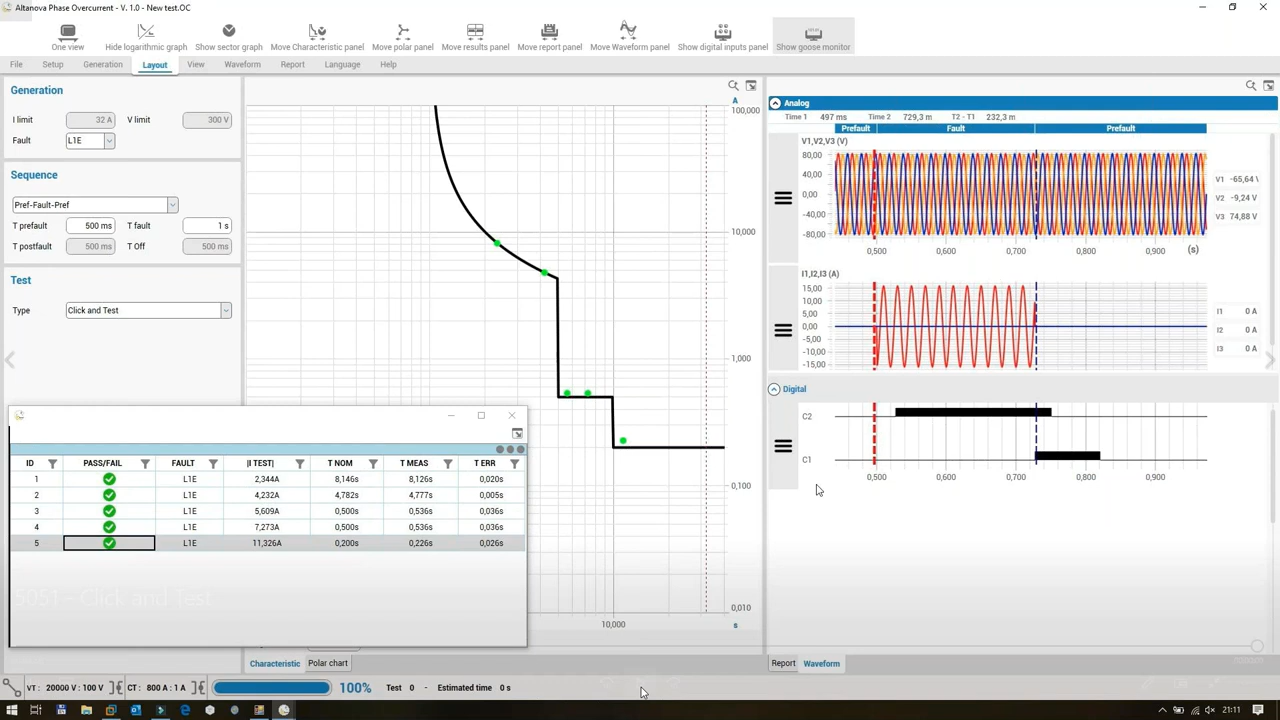 Altanova Phase Overcurrent - V. 1.0 - New test.OC
One view
Hide logarithmic graph
Show sector graph
Move Characteristic panel
Move polar panel
Move results panel
Move report panel
Move Waveform panel
Show digital inputs panel
Show goose monitor
File Setup Generation Layout View Waveform Report Language Help
Generation
I limit 32 A V limit 300 V
Fault L1E
Sequence
Pref-Fault-Pref
T prefault 500 ms T fault 1 s
T postfault 500 ms T Off 500 ms
Test
Type Click and Test
ID PASS/FAIL FAULT |I TEST| T NOM T MEAS T ERR
1 L1E 2,344A 8,146s 8,126s 0,020s
2 L1E 4,232A 4,782s 4,777s 0,005s
3 L1E 5,609A 0,500s 0,536s 0,036s
4 L1E 7,273A 0,500s 0,536s 0,036s
5 L1E 11,326A 0,200s 0,226s 0,026s
5051 - Click and Test
A
100,000
10,000
1,000
0,100
0,010
10,000
s
Characteristic Polar chart
Analog
Time 1 497 ms Time 2 729,3 m T2 - T1 232,3 m
Prefault Fault Prefault
V1,V2,V3 (V)
80,00
40,00
0,00
-40,00
-80,00
V1 -65,64 V
V2 -9,24 V
V3 74,88 V
0,500 0,600 0,700 0,800 0,900 (s)
I1,I2,I3 (A)
15,00
10,00
5,00
0,00
-5,00
-10,00
-15,00
I1 0 A
I2 0 A
I3 0 A
Digital
C2
C1
0,500 0,600 0,700 0,800 0,900
Report Waveform
VT : 20000 V : 100 V CT : 800 A : 1 A 100% Test 0 - Estimated time 0 s
21:11